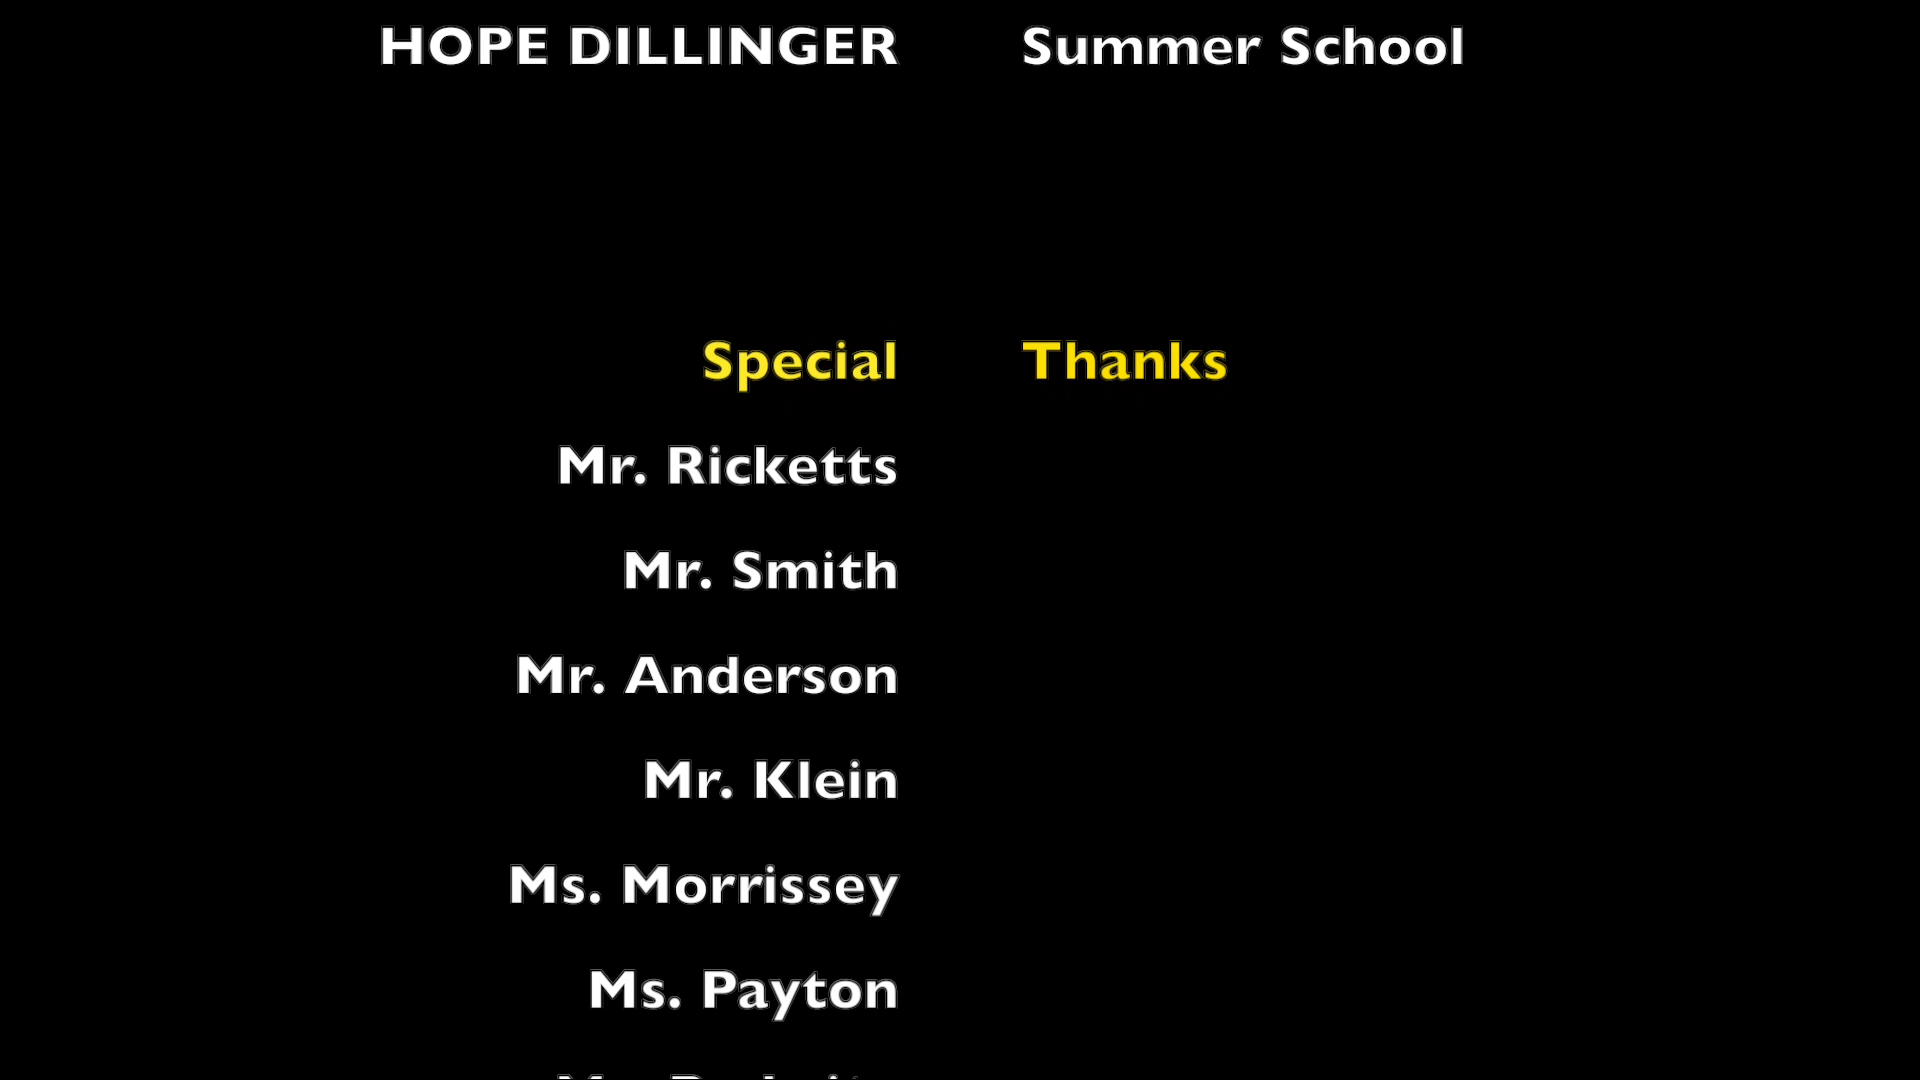 HOPE DILLINGER Summer School
Special Thanks
Mr. Ricketts
Mr. Smith
Mr. Anderson
Mr. Klein
Ms. Morrissey
Ms. Payton